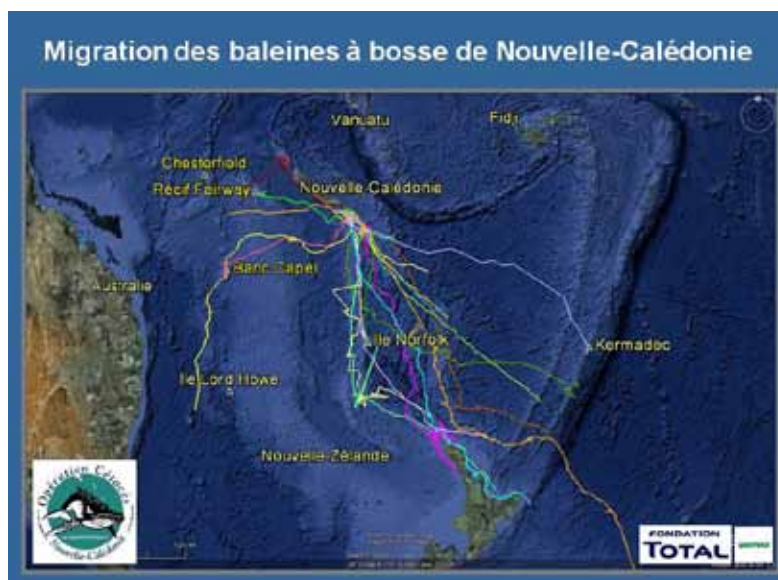 Migration des baleines à bosse de Nouvelle-Calédonie
Vanuatu
Fidji
Chesterfield
Récif Fairway
Nouvelle Calédonie
Banc Capel
Australie
Ile Norfolk
Kermadec
Ile Lord Howe
Nouvelle Zélande
Opération Cétacés
Nouvelle-Calédonie
FONDATION
TOTAL